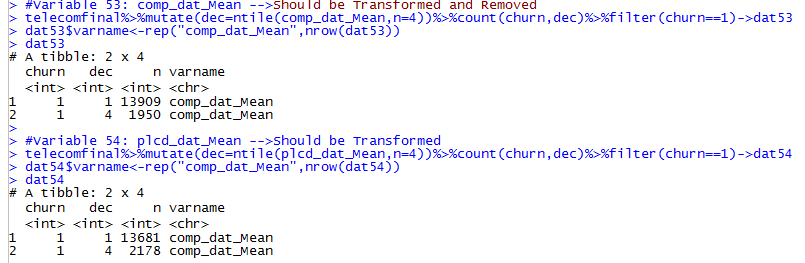 > #Variable 53: comp_dat_Mean -->Should be Transformed and Removed
> telecomfinal%>%mutate(dec=ntile(comp_dat_Mean,n=4))%>%count(churn,dec)%>%filter(churn==1)->dat53
> dat53$varname<-rep("comp_dat_Mean",nrow(dat53))
> dat53
# A tibble: 2 x 4
churn dec n varname
<int> <int> <int> <chr>
1 1 1 13909 comp_dat_Mean
2 1 4 1950 comp_dat_Mean
>
> #Variable 54: plcd_dat_Mean -->Should be Transformed
> telecomfinal%>%mutate(dec=ntile(plcd_dat_Mean,n=4))%>%count(churn,dec)%>%filter(churn==1)->dat54
> dat54$varname<-rep("comp_dat_Mean",nrow(dat54))
> dat54
# A tibble: 2 x 4
churn dec n varname
<int> <int> <int> <chr>
1 1 1 13681 comp_dat_Mean
2 1 4 2178 comp_dat_Mean